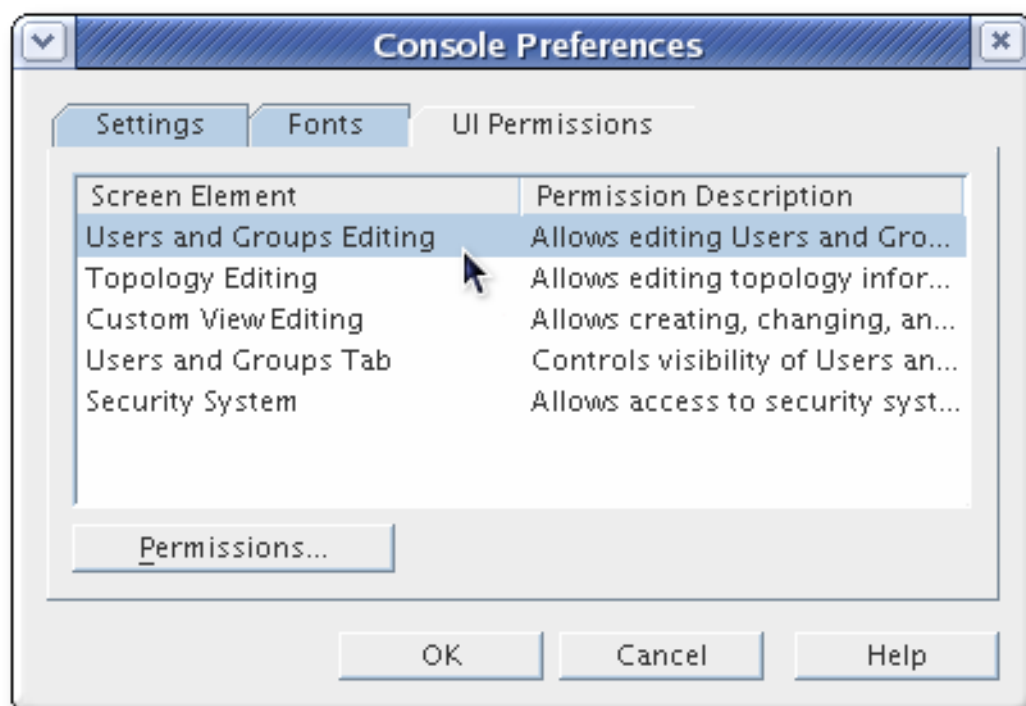 Console Preferences
Settings Fonts UI Permissions
Screen Element Permission Description
Users and Groups Editing Allows editing Users and Gro...
Topology Editing Allows editing topology infor...
Custom View Editing Allows creating, changing, an...
Users and Groups Tab Controls visibility of Users an...
Security System Allows access to security syst...
Permissions...
OK Cancel Help